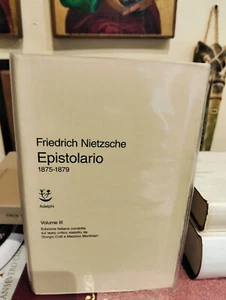 Friedrich Nietzsche
Epistolario
1875-1879
Adelphi
Volume III
Edizione italiana condotta
sul testo critico stabilito da
Giorgio Colli e Mazzino Montinari